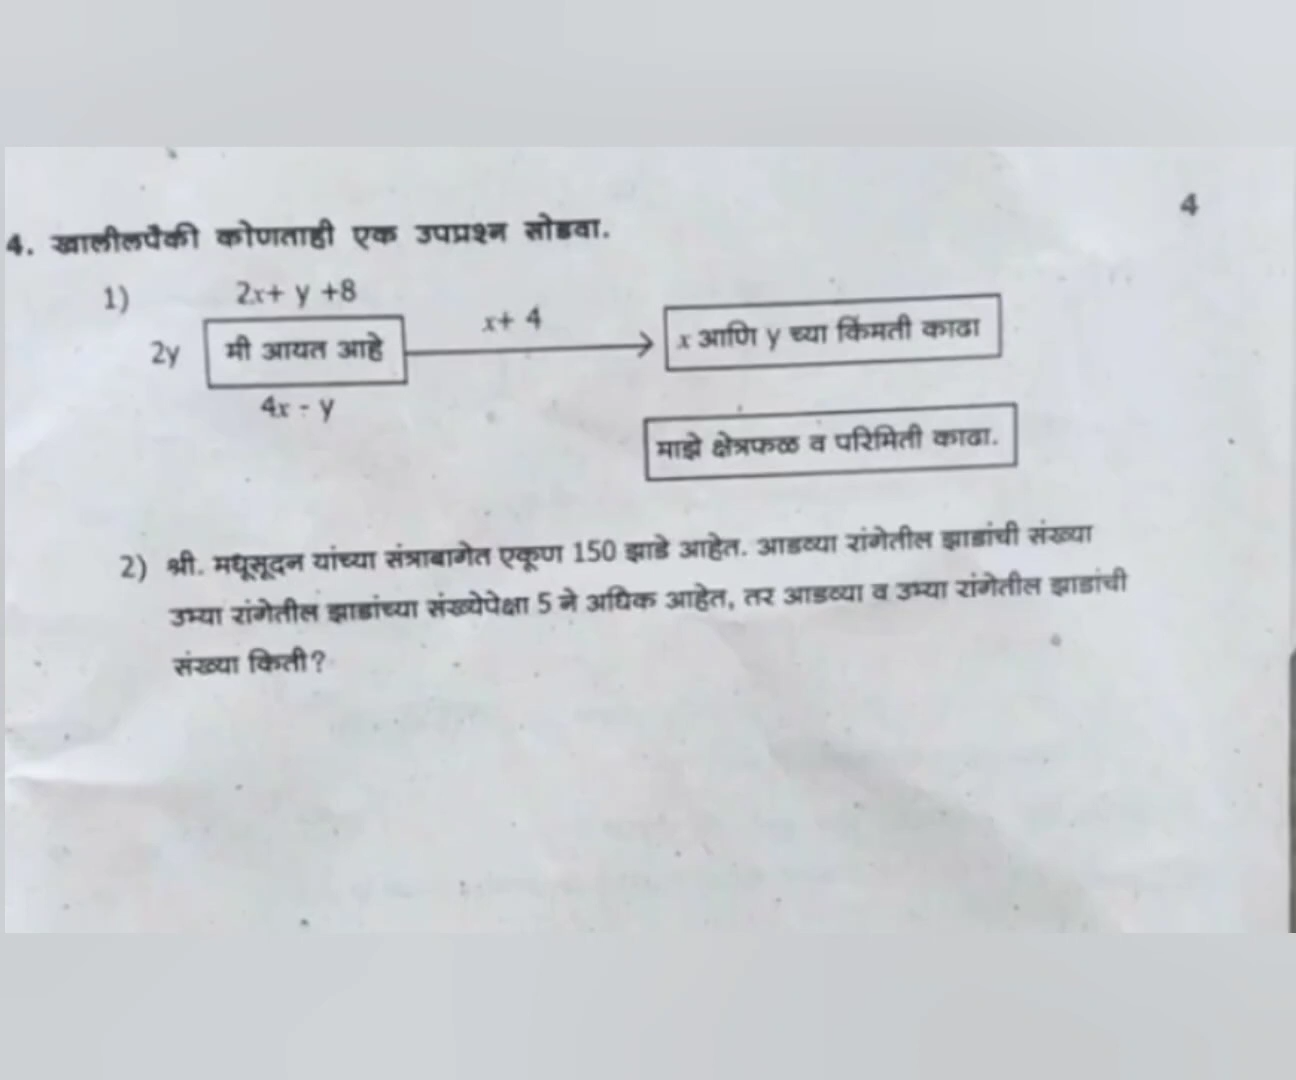 4
4. खालीलपैकी कोणताही एक उपप्रश्न सोडवा.
1) 2x+ y +8
2y मी आयत आहे x+ 4 x आणि y च्या किंमती काढा
4x - y
माझे क्षेत्रफळ व परिमिती काढा.
2) श्री. मधूसूदन यांच्या संत्राबागेत एकूण 150 झाडे आहेत. आडव्या रांगेतील झाडांची संख्या
उभ्या रांगेतील झाडांच्या संख्येपेक्षा 5 ने अधिक आहेत, तर आडव्या व उभ्या रांगेतील झाडांची
संख्या किती?